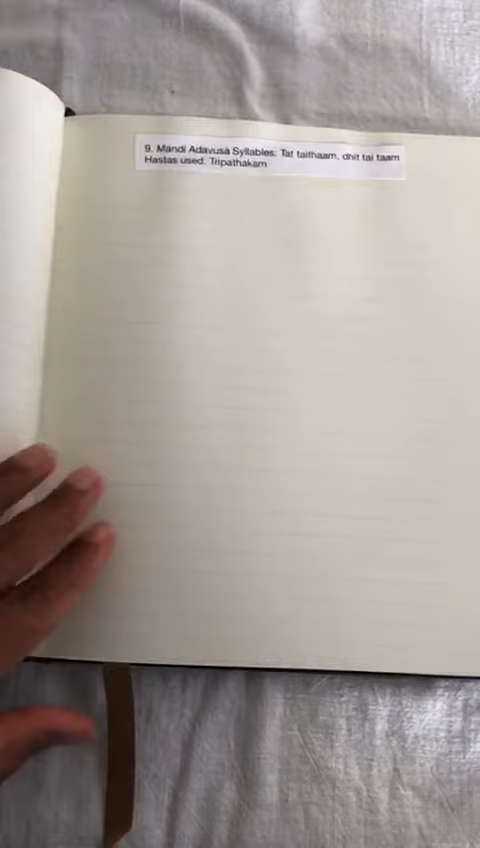 9. Mandi Adavusa Syllables: Tat taithaam, dhit tai taam
Hastas used: Tripathakam